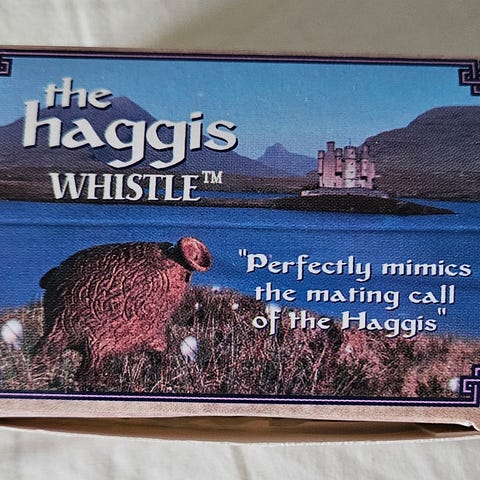 the
haggis
WHISTLE™
"Perfectly mimics
the mating call
of the Haggis"